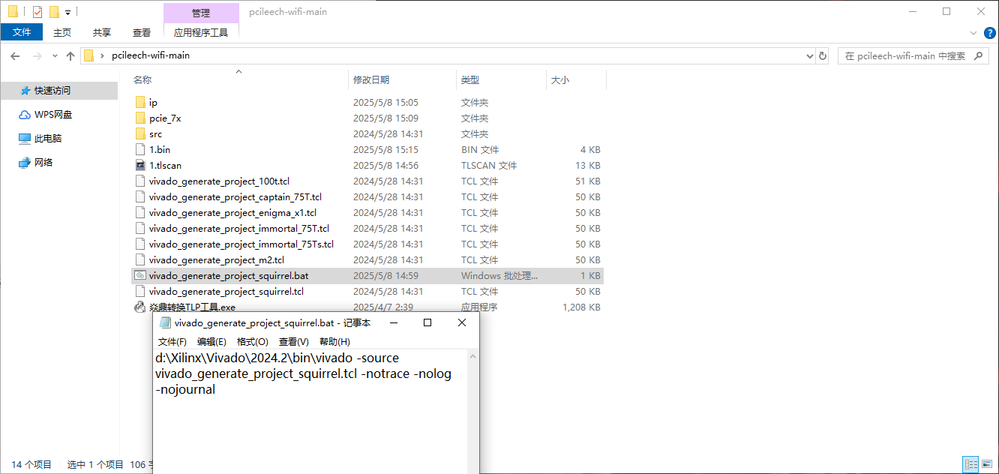 管理
pcileech-wifi-main
文件 主页 共享 查看 应用程序工具
pcileech-wifi-main
在 pcileech-wifi-main 中搜索
名称 修改日期 类型 大小
快速访问
WPS网盘
此电脑
网络
ip 2025/5/8 15:05 文件夹
pcie_7x 2025/5/8 15:09 文件夹
src 2024/5/28 14:31 文件夹
1.bin 2025/5/8 15:15 BIN 文件 4 KB
1.tlscan 2025/5/8 14:56 TLSCAN 文件 13 KB
vivado_generate_project_100t.tcl 2024/5/28 14:31 TCL 文件 51 KB
vivado_generate_project_captain_75T.tcl 2024/5/28 14:31 TCL 文件 50 KB
vivado_generate_project_enigma_x1.tcl 2024/5/28 14:31 TCL 文件 50 KB
vivado_generate_project_immortal_75T.tcl 2024/5/28 14:31 TCL 文件 50 KB
vivado_generate_project_immortal_75Ts.tcl 2024/5/28 14:31 TCL 文件 50 KB
vivado_generate_project_m2.tcl 2024/5/28 14:31 TCL 文件 50 KB
vivado_generate_project_squirrel.bat 2025/5/8 14:59 Windows 批处理... 1 KB
vivado_generate_project_squirrel.tcl 2024/5/28 14:31 TCL 文件 50 KB
焱鼎转换TLP工具.exe 2025/4/7 2:39 应用程序 1,208 KB
vivado_generate_project_squirrel.bat - 记事本
文件(F) 编辑(E) 格式(O) 查看(V) 帮助(H)
d:\Xilinx\Vivado\2024.2\bin\vivado -source
vivado_generate_project_squirrel.tcl -notrace -nolog
-nojournal
14 个项目 选中 1 个项目 106